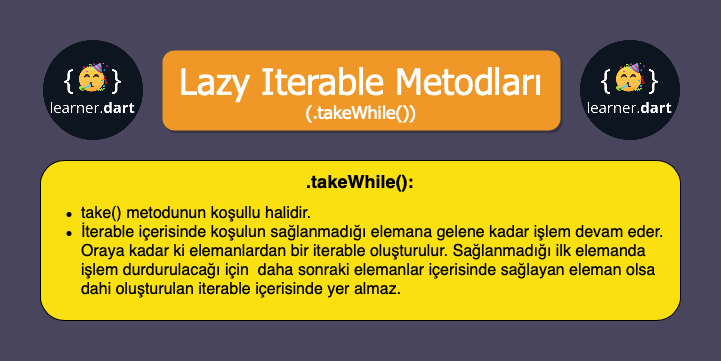 {🥳}
learner.dart
Lazy Iterable Metodları
(.takeWhile())
{🥳}
learner.dart
.takeWhile():
• take() metodunun koşullu halidir.
• İterable içerisinde koşulun sağlanmadığı elemana gelene kadar işlem devam eder.
Oraya kadar ki elemanlardan bir iterable oluşturulur. Sağlanmadığı ilk elemanda
işlem durdurulacağı için  daha sonraki elemanlar içerisinde sağlayan eleman olsa
dahi oluşturulan iterable içerisinde yer almaz.